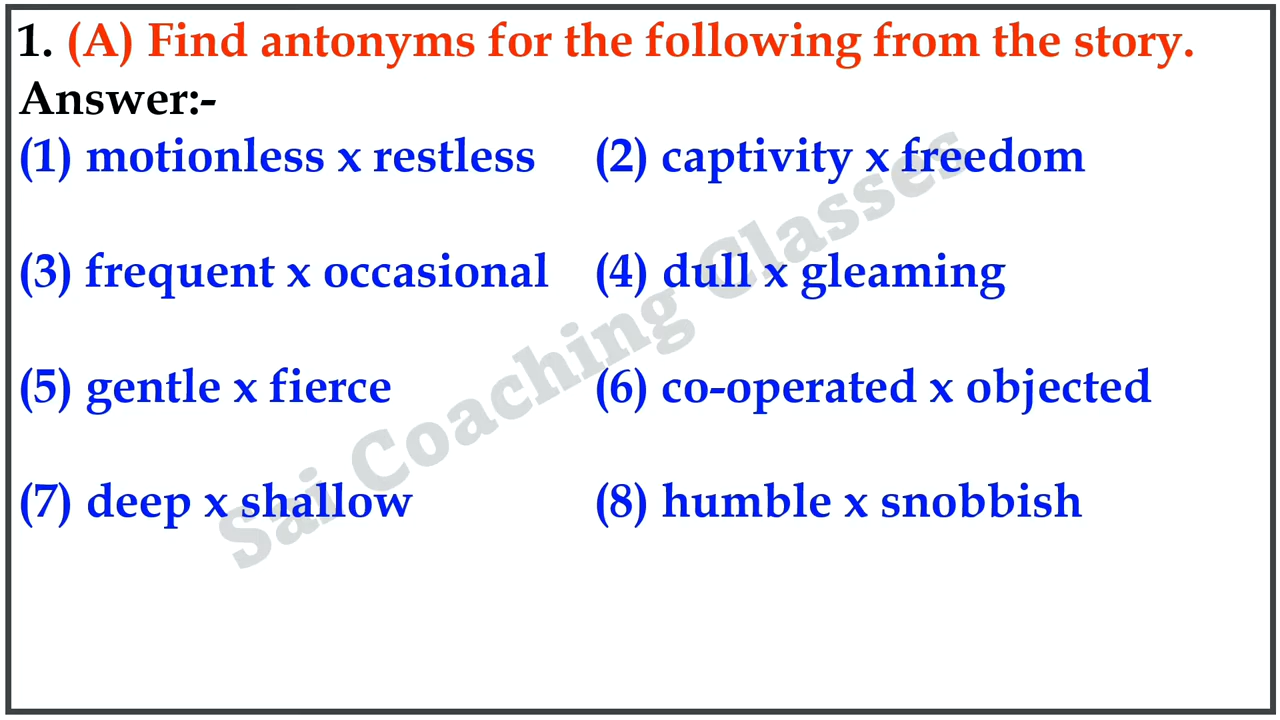 1. (A) Find antonyms for the following from the story.
Answer:-
(1) motionless x restless (2) captivity x freedom
(3) frequent x occasional (4) dull x gleaming
(5) gentle x fierce (6) co-operated x objected
(7) deep x shallow (8) humble x snobbish
Sai Coaching Classes